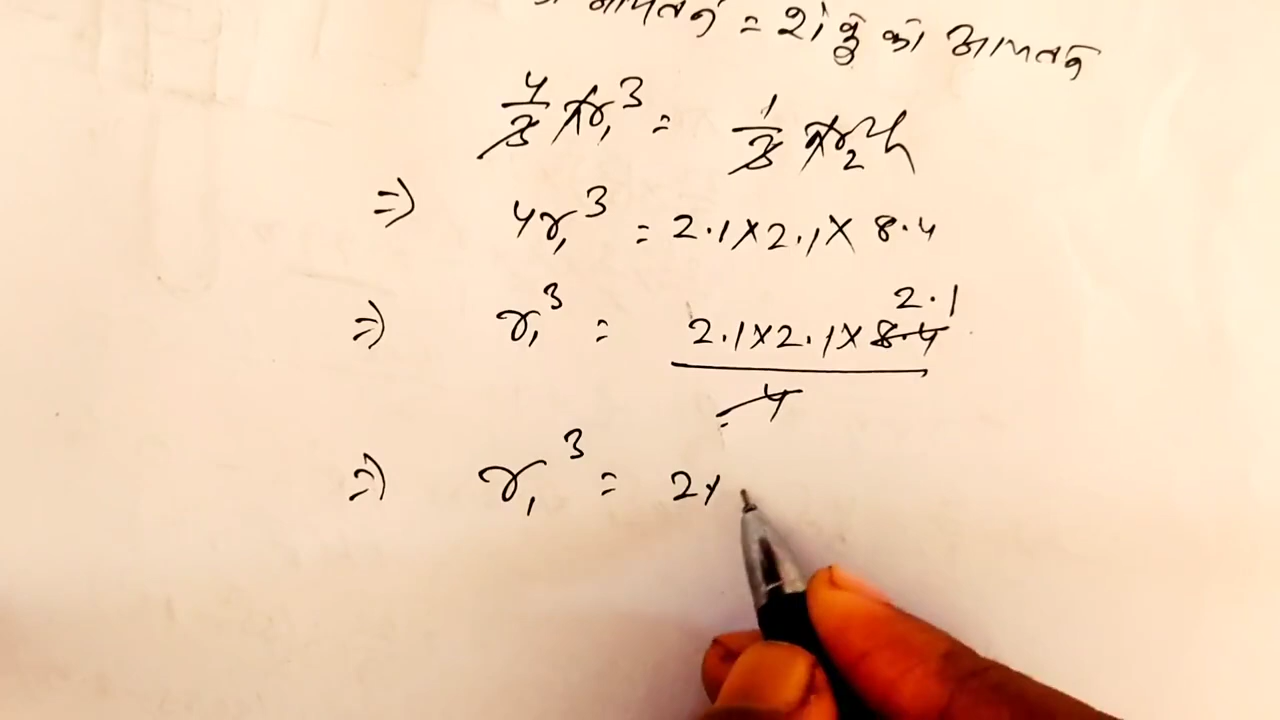 आयतन = शंकु का आयतन
4/3 πr₁³ = 1/3 πr₂²h
⇒ 4r₁³ = 2.1×2.1×8.4
⇒ r₁³ = 2.1×2.1×8.4/4 2.1
⇒ r₁³ = 2×